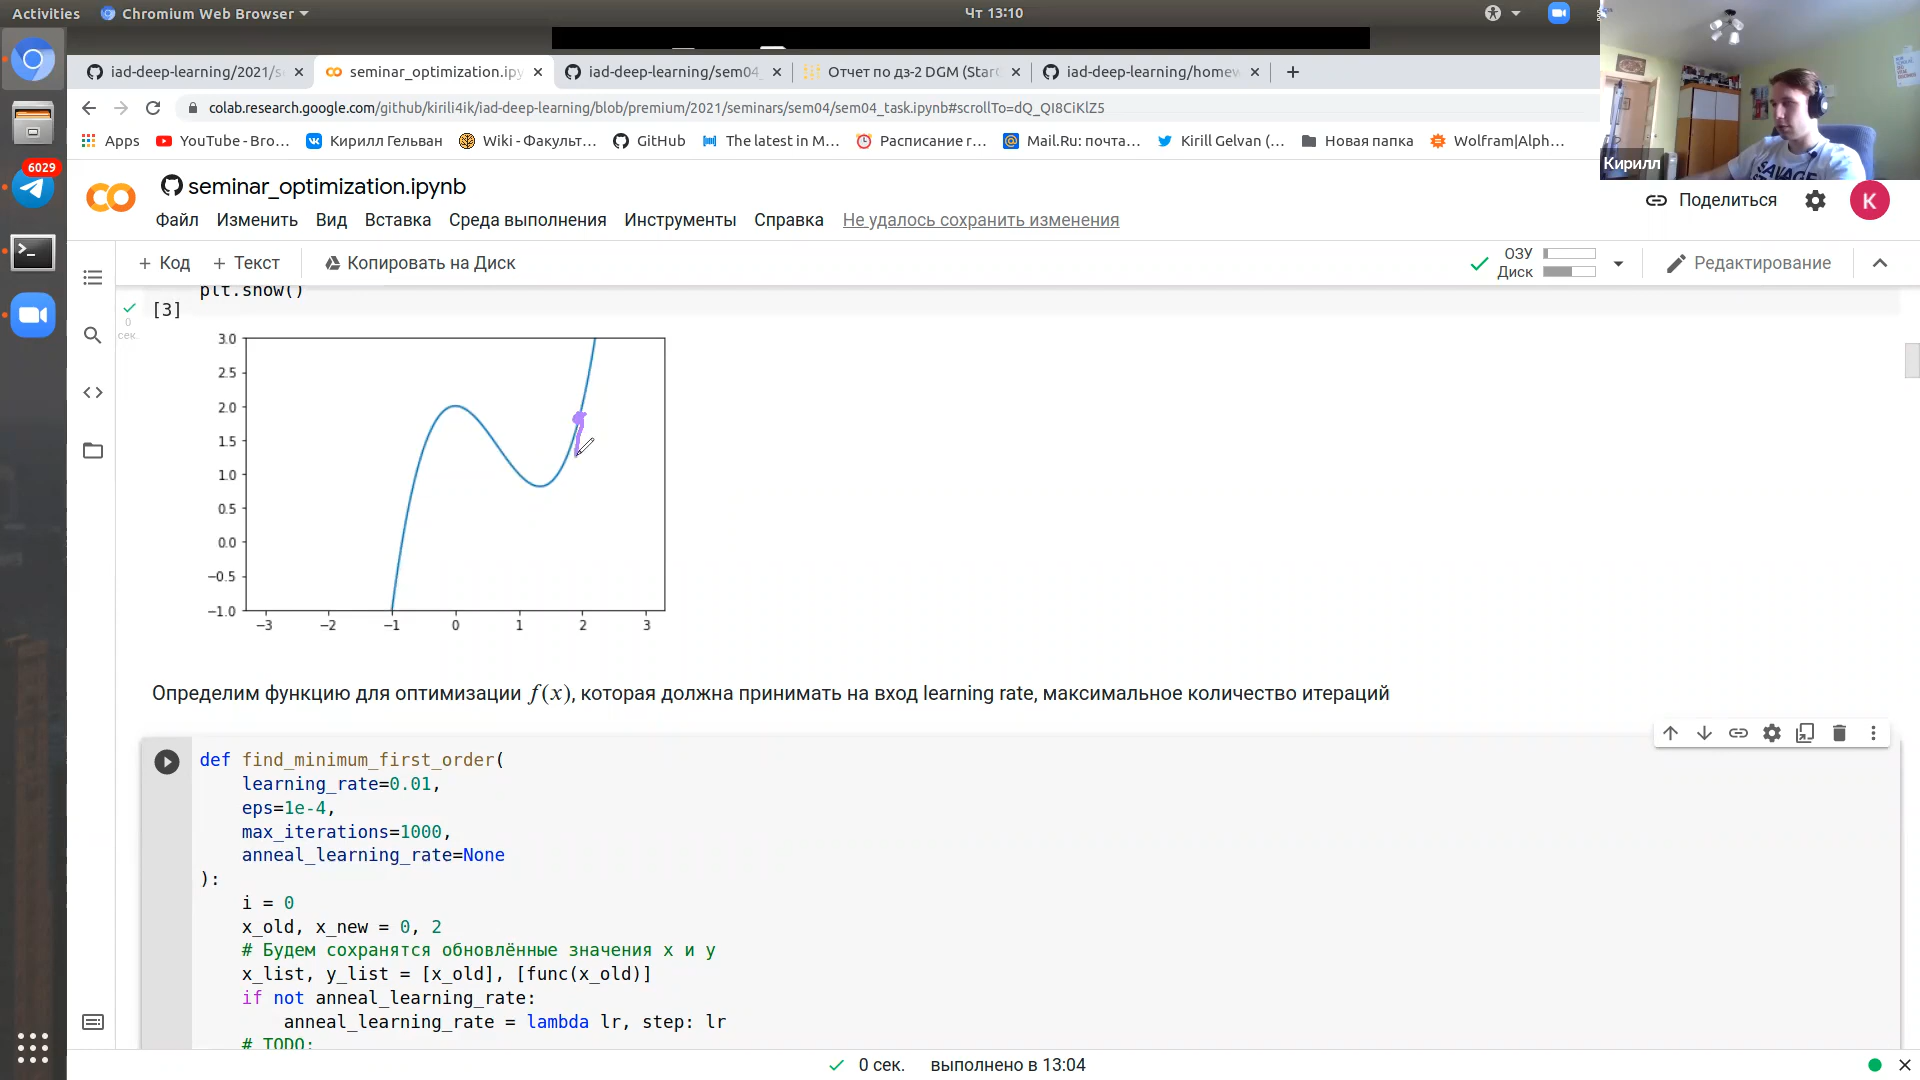 Activities
Chromium Web Browser
Чт 13:10
iad-deep-learning/2021/s
seminar_optimization.ipy
iad-deep-learning/sem04_
Отчет по дз-2 DGM (Star
iad-deep-learning/homew
colab.research.google.com/github/kirili4ik/iad-deep-learning/blob/premium/2021/seminars/sem04/sem04_task.ipynb#scrollTo=dQ_QI8CiKlZ5
Apps
YouTube - Bro...
Кирилл Гельван
Wiki - Факульт...
GitHub
The latest in M...
Расписание г...
Mail.Ru: почта...
Kirill Gelvan (...
Новая папка
Wolfram|Alph...
Кирилл
6029
seminar_optimization.ipynb
Файл Изменить Вид Вставка Среда выполнения Инструменты Справка Не удалось сохранить изменения
Поделиться
K
+ Код + Текст Копировать на Диск
ОЗУ
Диск
Редактирование
plt.show()
[3]
0
сек.
3.0
2.5
2.0
1.5
1.0
0.5
0.0
−0.5
−1.0
−3 −2 −1 0 1 2 3
Определим функцию для оптимизации f(x), которая должна принимать на вход learning rate, максимальное количество итераций
def find_minimum_first_order(
learning_rate=0.01,
eps=1e-4,
max_iterations=1000,
anneal_learning_rate=None
):
i = 0
x_old, x_new = 0, 2
# Будем сохранятся обновлённые значения x и y
x_list, y_list = [x_old], [func(x_old)]
if not anneal_learning_rate:
anneal_learning_rate = lambda lr, step: lr
# TODO:
0 сек. выполнено в 13:04